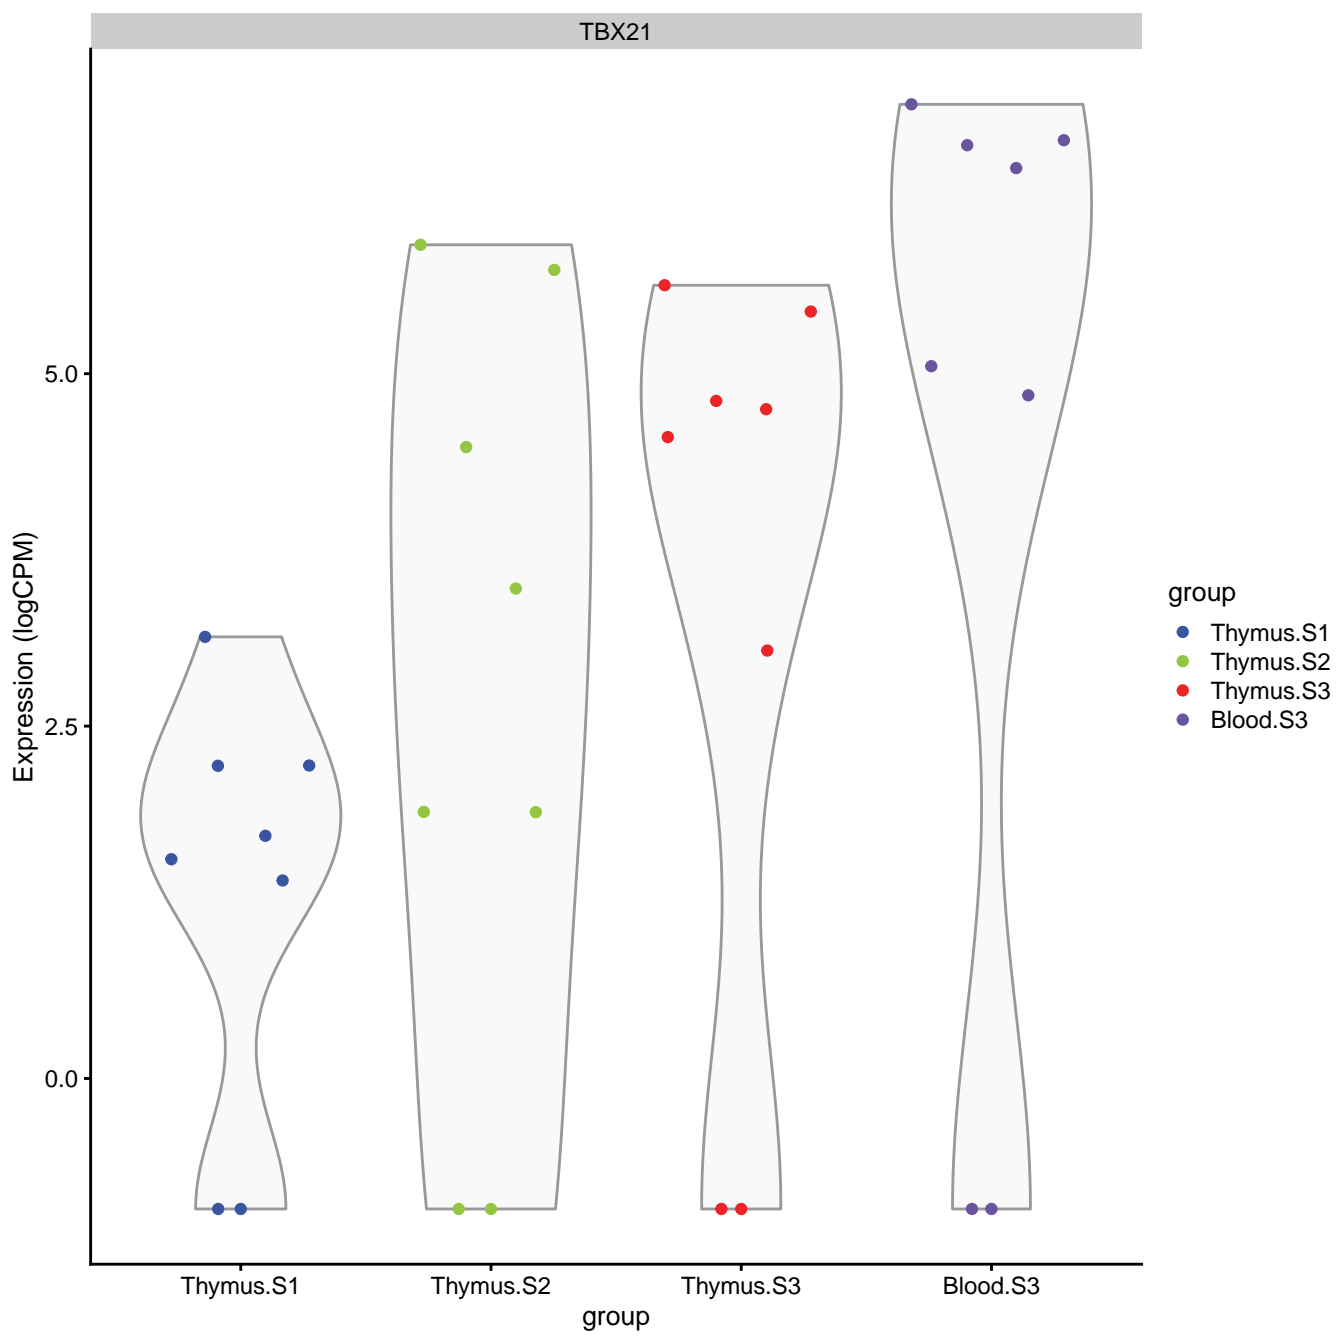 TBX21
Expression (logCPM)
5.0
2.5
0.0
Thymus.S1
Thymus.S2
Thymus.S3
Blood.S3
group
group
Thymus.S1
Thymus.S2
Thymus.S3
Blood.S3